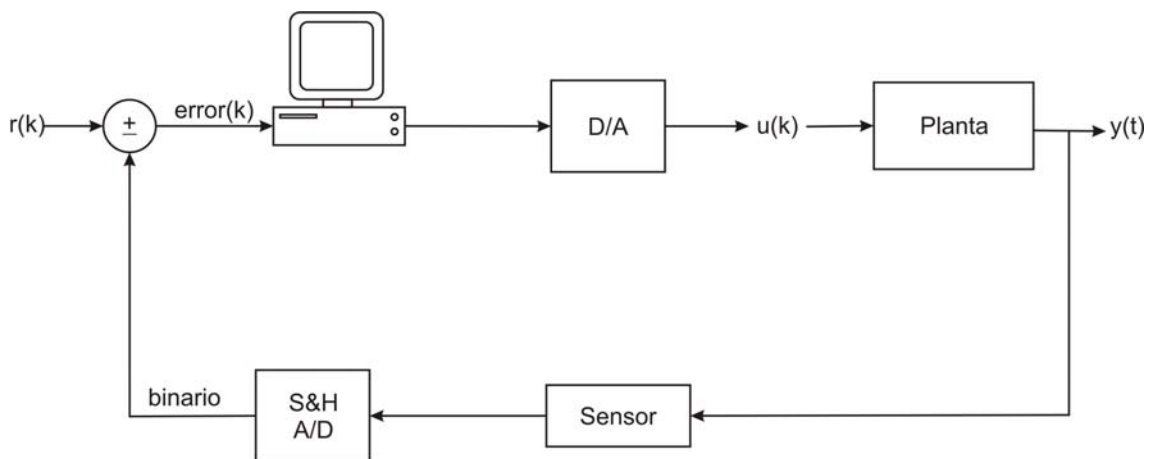 r(k)
±
error(k)
D/A
u(k)
Planta
y(t)
binario
S&H
A/D
Sensor